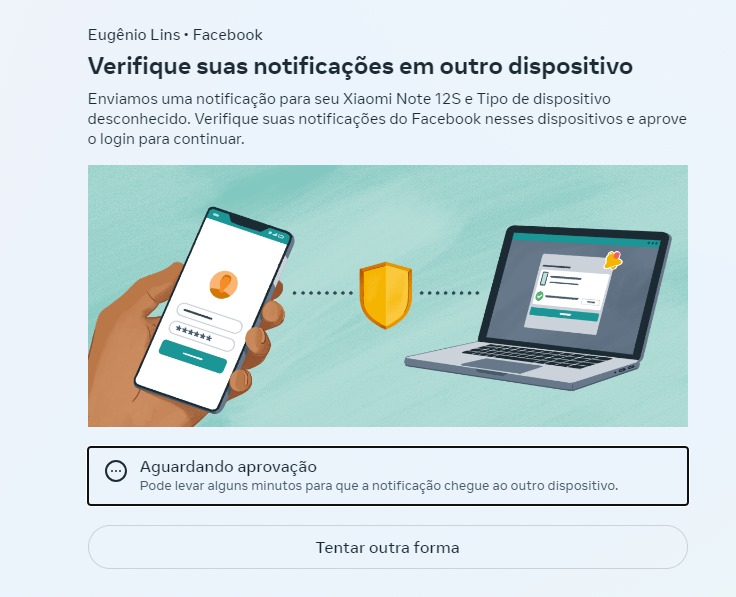 Eugênio Lins • Facebook
Verifique suas notificações em outro dispositivo
Enviamos uma notificação para seu Xiaomi Note 12S e Tipo de dispositivo
desconhecido. Verifique suas notificações do Facebook nesses dispositivos e aprove
o login para continuar.
Aguardando aprovação
Pode levar alguns minutos para que a notificação chegue ao outro dispositivo.
Tentar outra forma